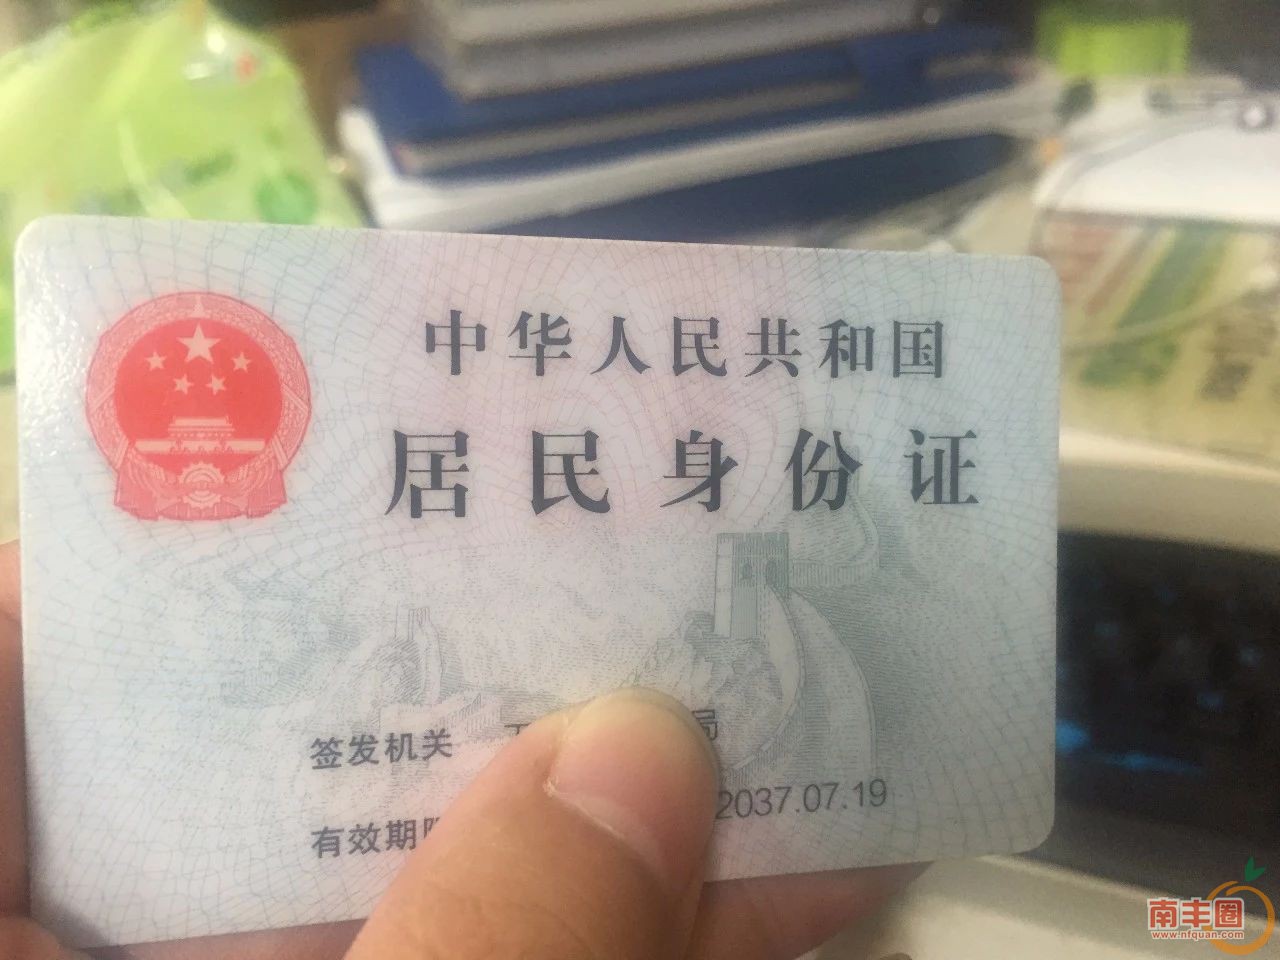 中华人民共和国
居民身份证
签发机关 局
有效期 2037.07.19
南丰圈
www.nfquan.com